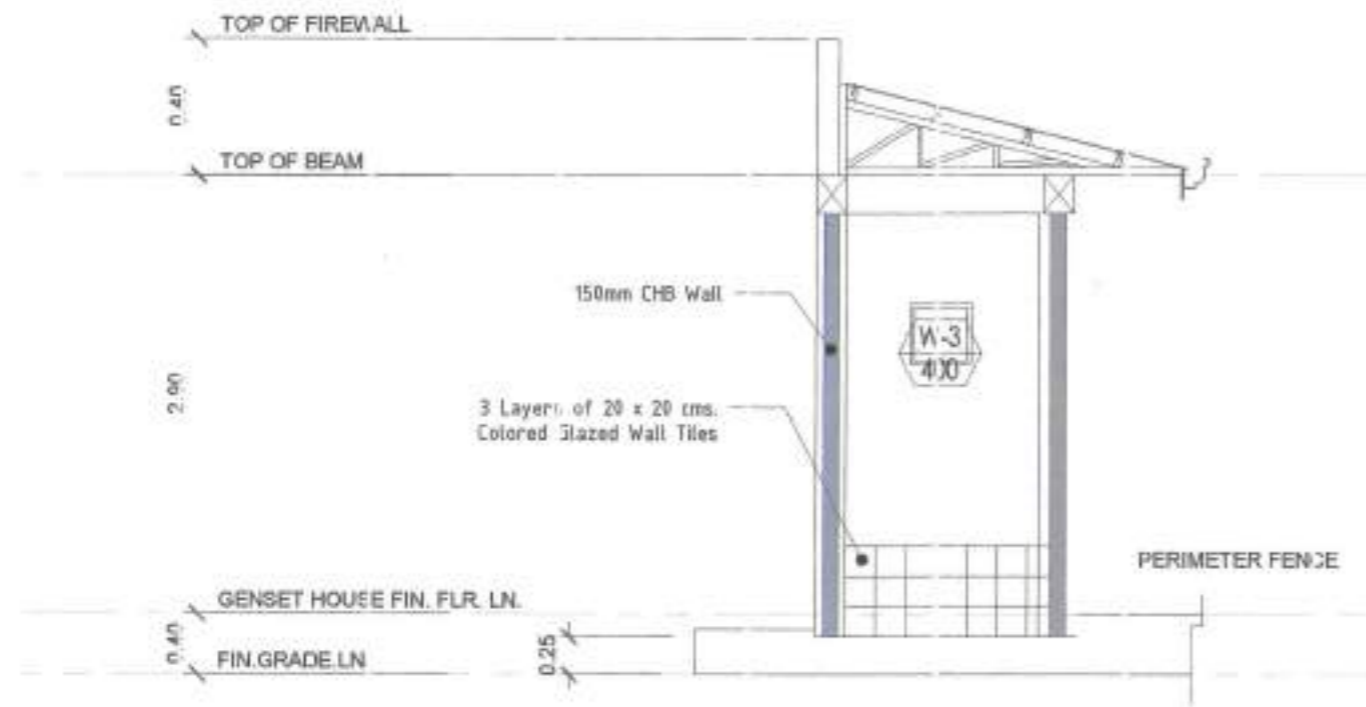 TOP OF FIREWALL
0.40
TOP OF BEAM
150mm CHB Wall
W-3
400
2.90
3 Layers of 20 x 20 cms.
Colored Glazed Wall Tiles
PERIMETER FENCE
GENSET HOUSE FIN. FLR. LN.
0.40
0.25
FIN.GRADE LN